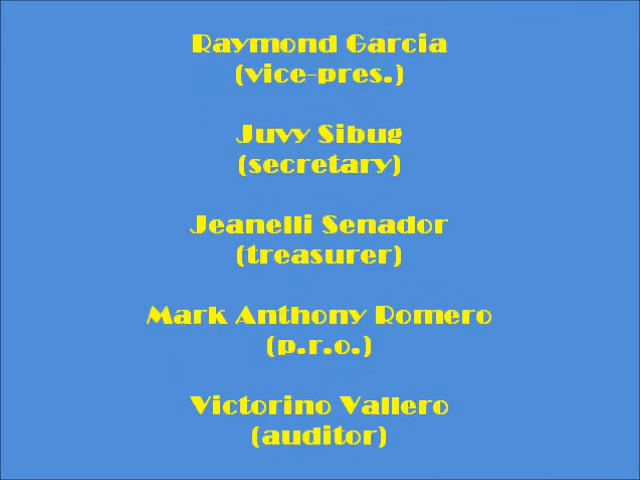 Raymond Garcia
(vice-pres.)
Juvy Sibug
(secretary)
Jeanelli Senador
(treasurer)
Mark Anthony Romero
(p.r.o.)
Victorino Vallero
(auditor)